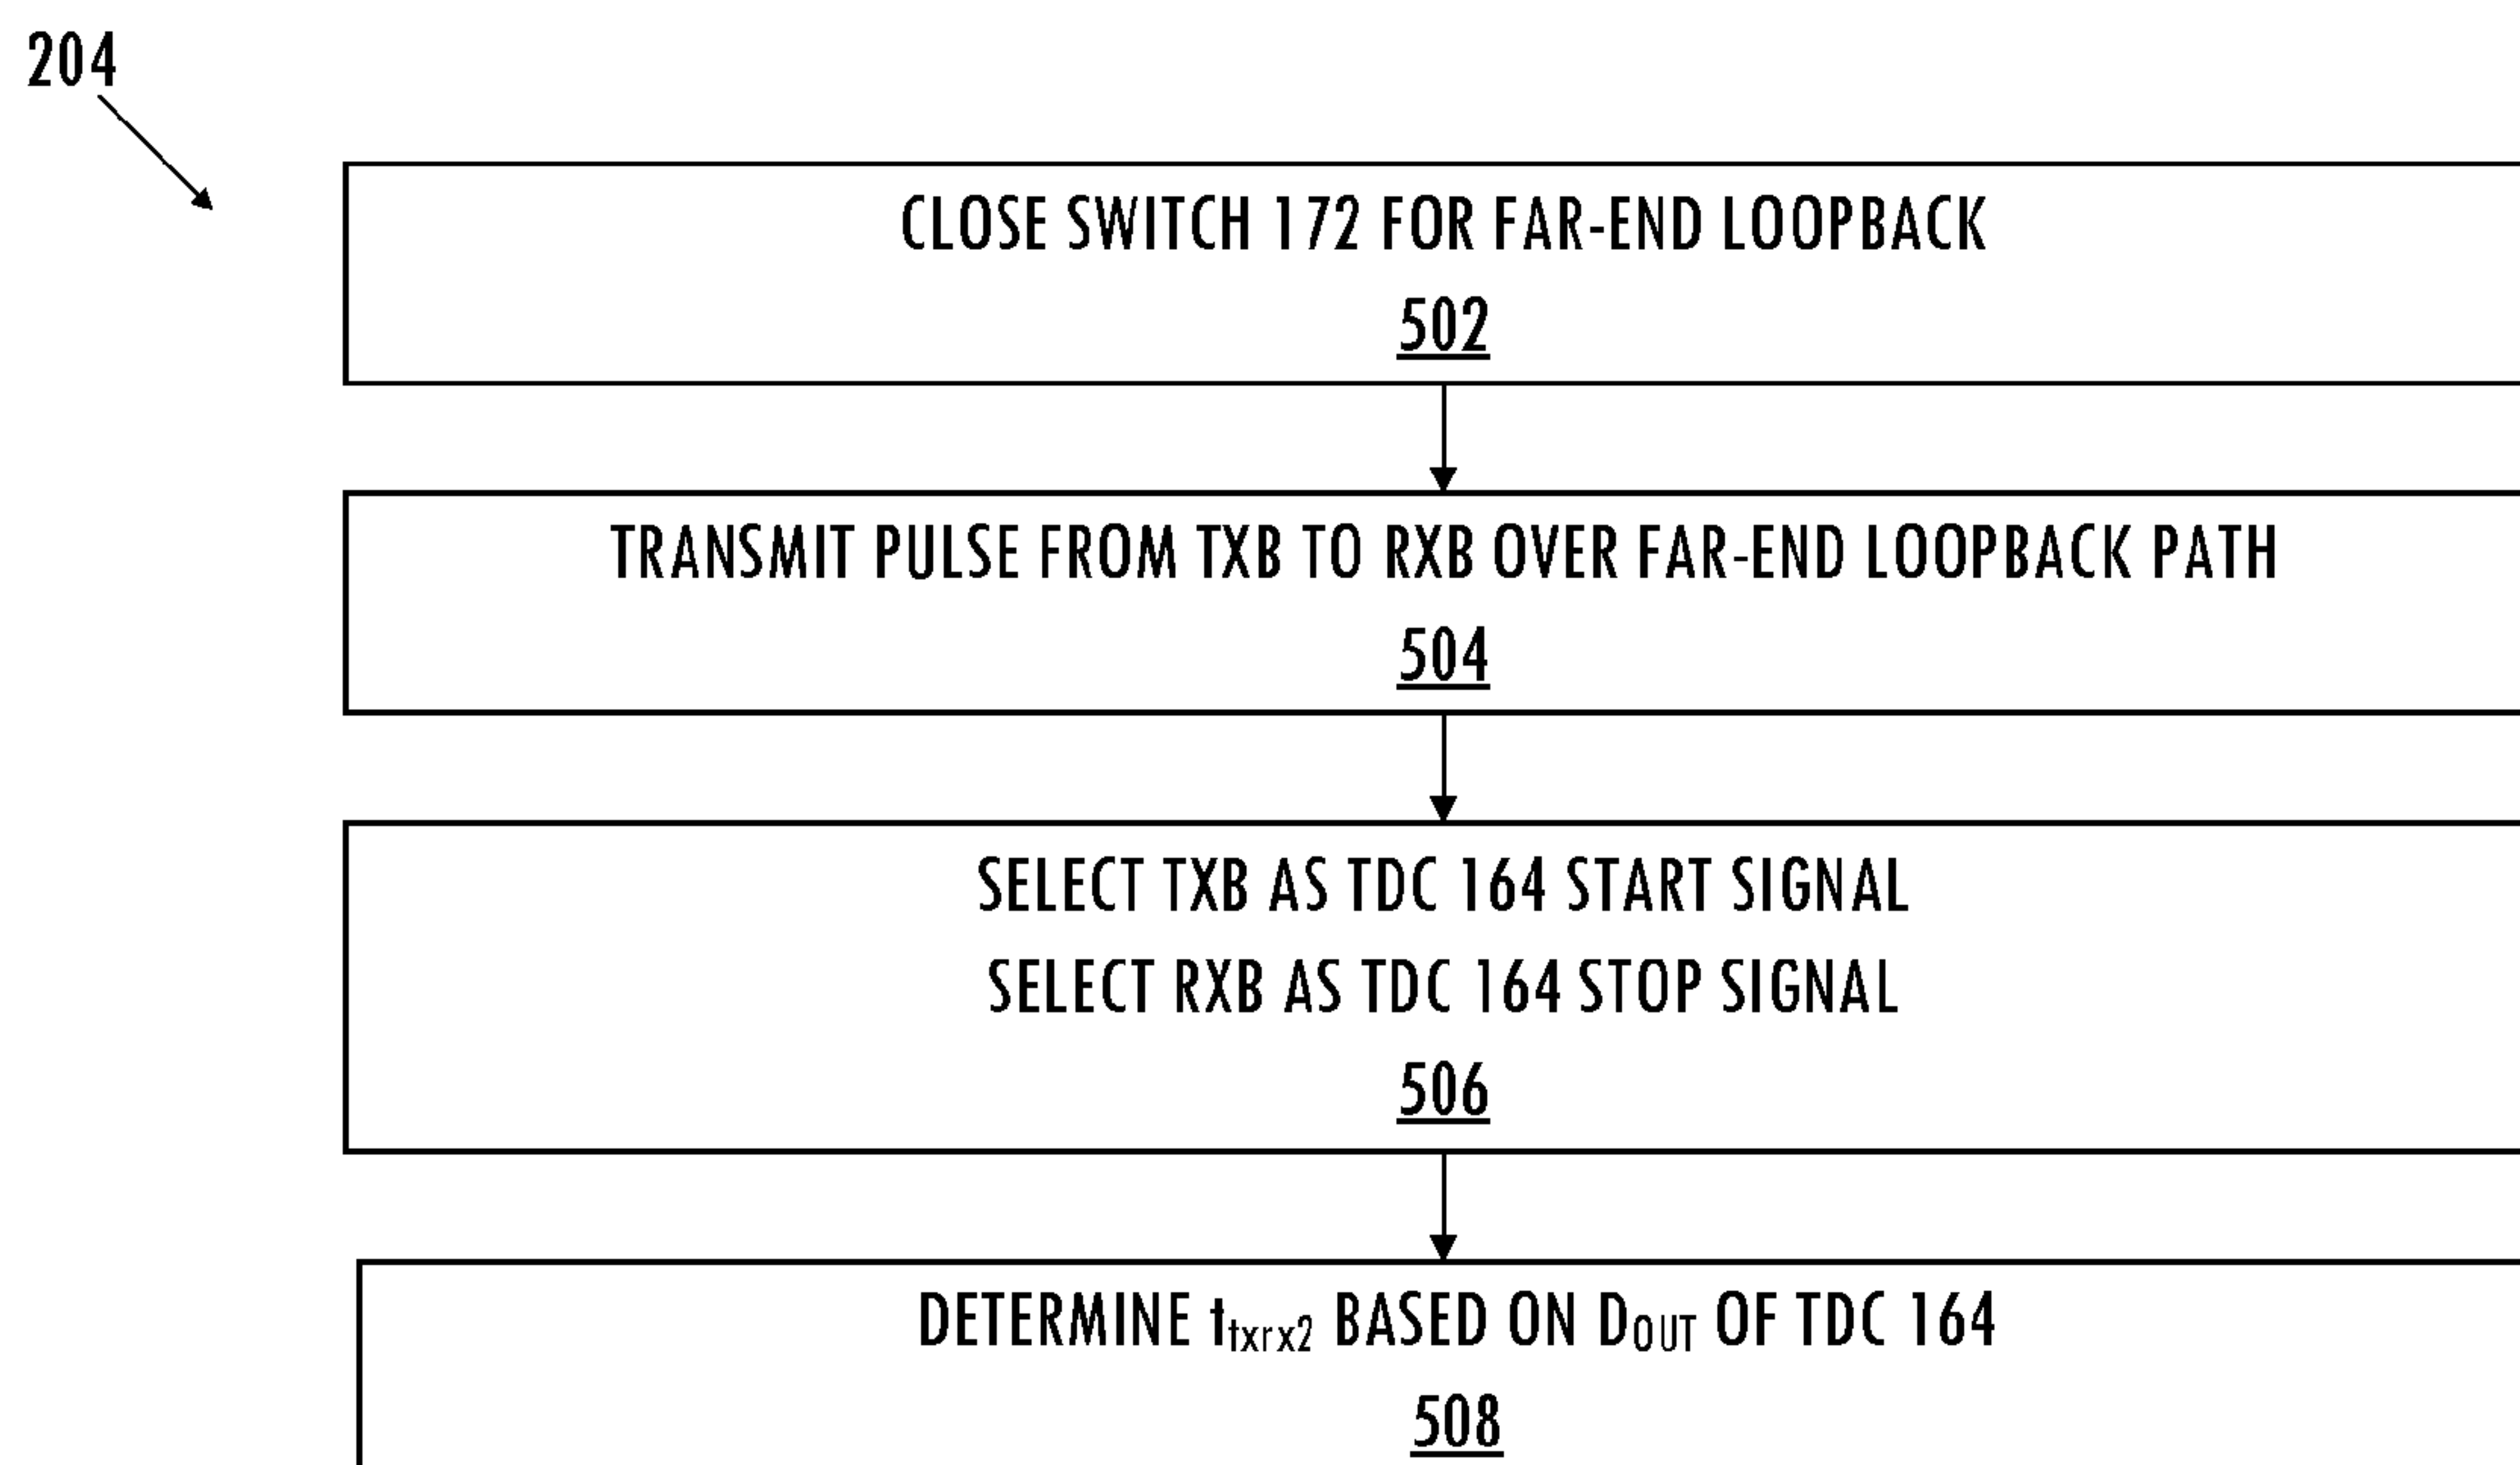 204
CLOSE SWITCH 172 FOR FAR-END LOOPBACK
502
TRANSMIT PULSE FROM TXB TO RXB OVER FAR-END LOOPBACK PATH
504
SELECT TXB AS TDC 164 START SIGNAL
SELECT RXB AS TDC 164 STOP SIGNAL
506
DETERMINE ttxrx2 BASED ON DOUT OF TDC 164
508